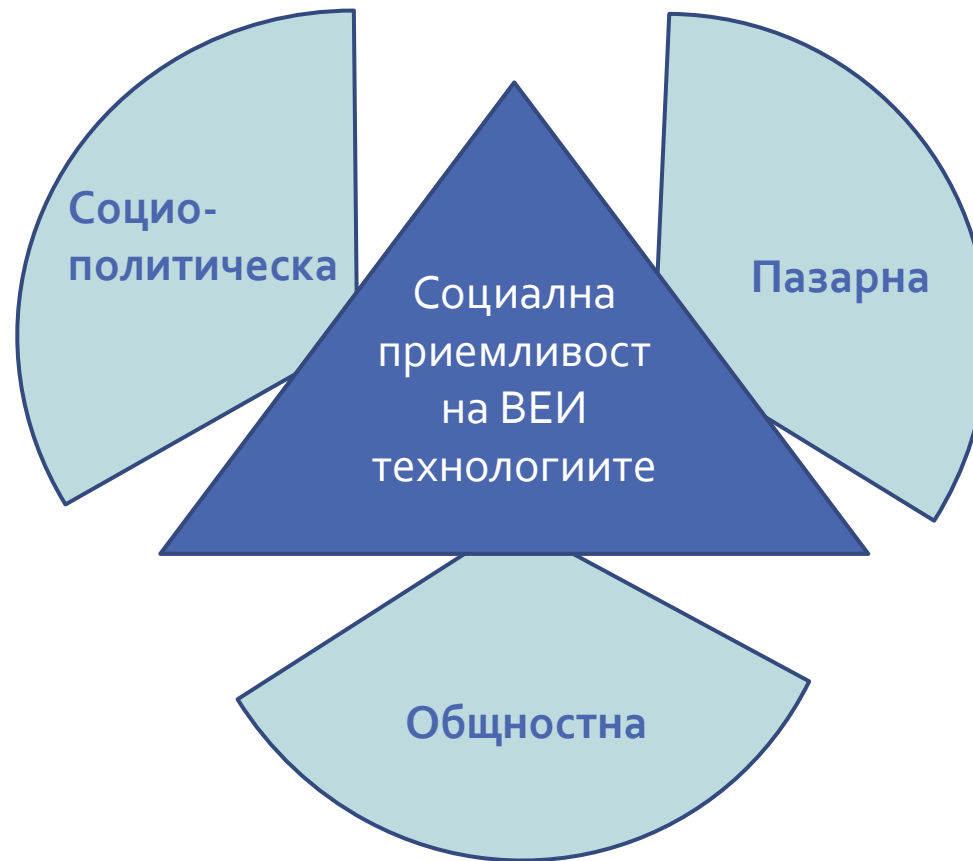 Социо-
политическа
Пазарна
Социална
приемливост
на ВЕИ
технологиите
Общностна